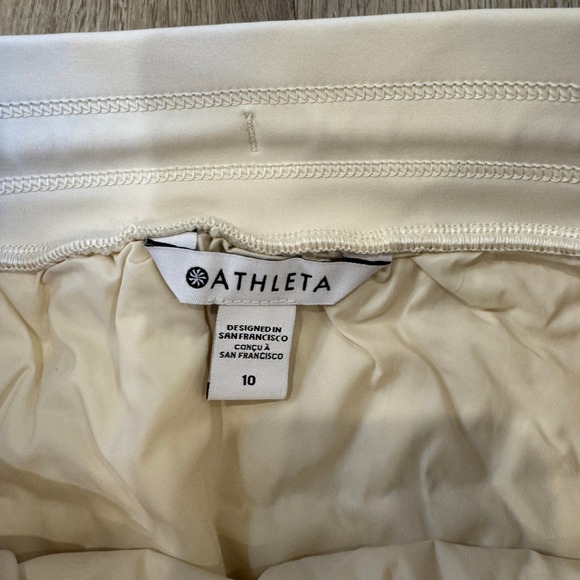 ATHLETA
DESIGNED IN
SAN FRANCISCO
CONÇU À
SAN FRANCISCO
10